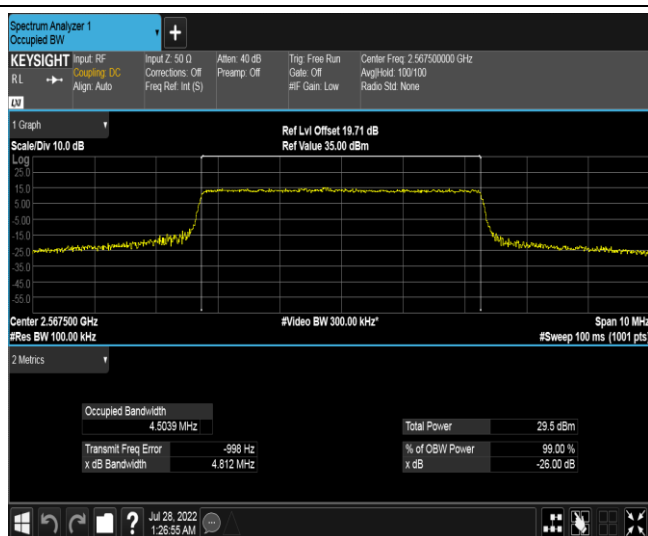 Spectrum Analyzer 1
Occupied BW
+
KEYSIGHT
RL
LXI
Input: RF
Coupling: DC
Align: Auto
Input Z: 50 Ω
Corrections: Off
Freq Ref: Int (S)
Atten: 40 dB
Preamp: Off
Trig: Free Run
Gate: Off
#IF Gain: Low
Center Freq: 2.567500000 GHz
Avg|Hold: 100/100
Radio Std: None
1 Graph
Scale/Div 10.0 dB
Ref Lvl Offset 19.71 dB
Ref Value 35.00 dBm
Log
25.0
15.0
5.00
-5.00
-15.0
-25.0
-35.0
-45.0
-55.0
Center 2.567500 GHz
#Video BW 300.00 kHz*
Span 10 MHz
#Res BW 100.00 kHz
#Sweep 100 ms (1001 pts)
2 Metrics
Occupied Bandwidth
4.5039 MHz
Total Power 29.5 dBm
Transmit Freq Error -998 Hz
% of OBW Power 99.00 %
x dB Bandwidth 4.812 MHz
x dB -26.00 dB
?
Jul 28, 2022
1:26:55 AM